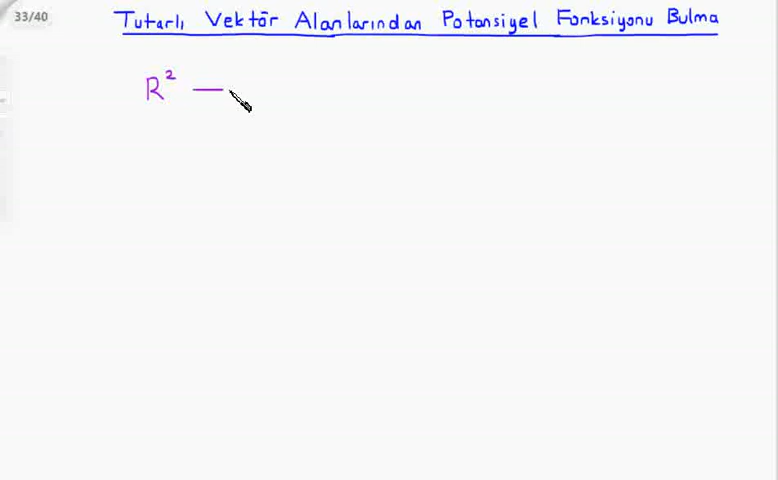 33/40
Tutarlı Vektör Alanlarından Potansiyel Fonksiyonu Bulma
R² —